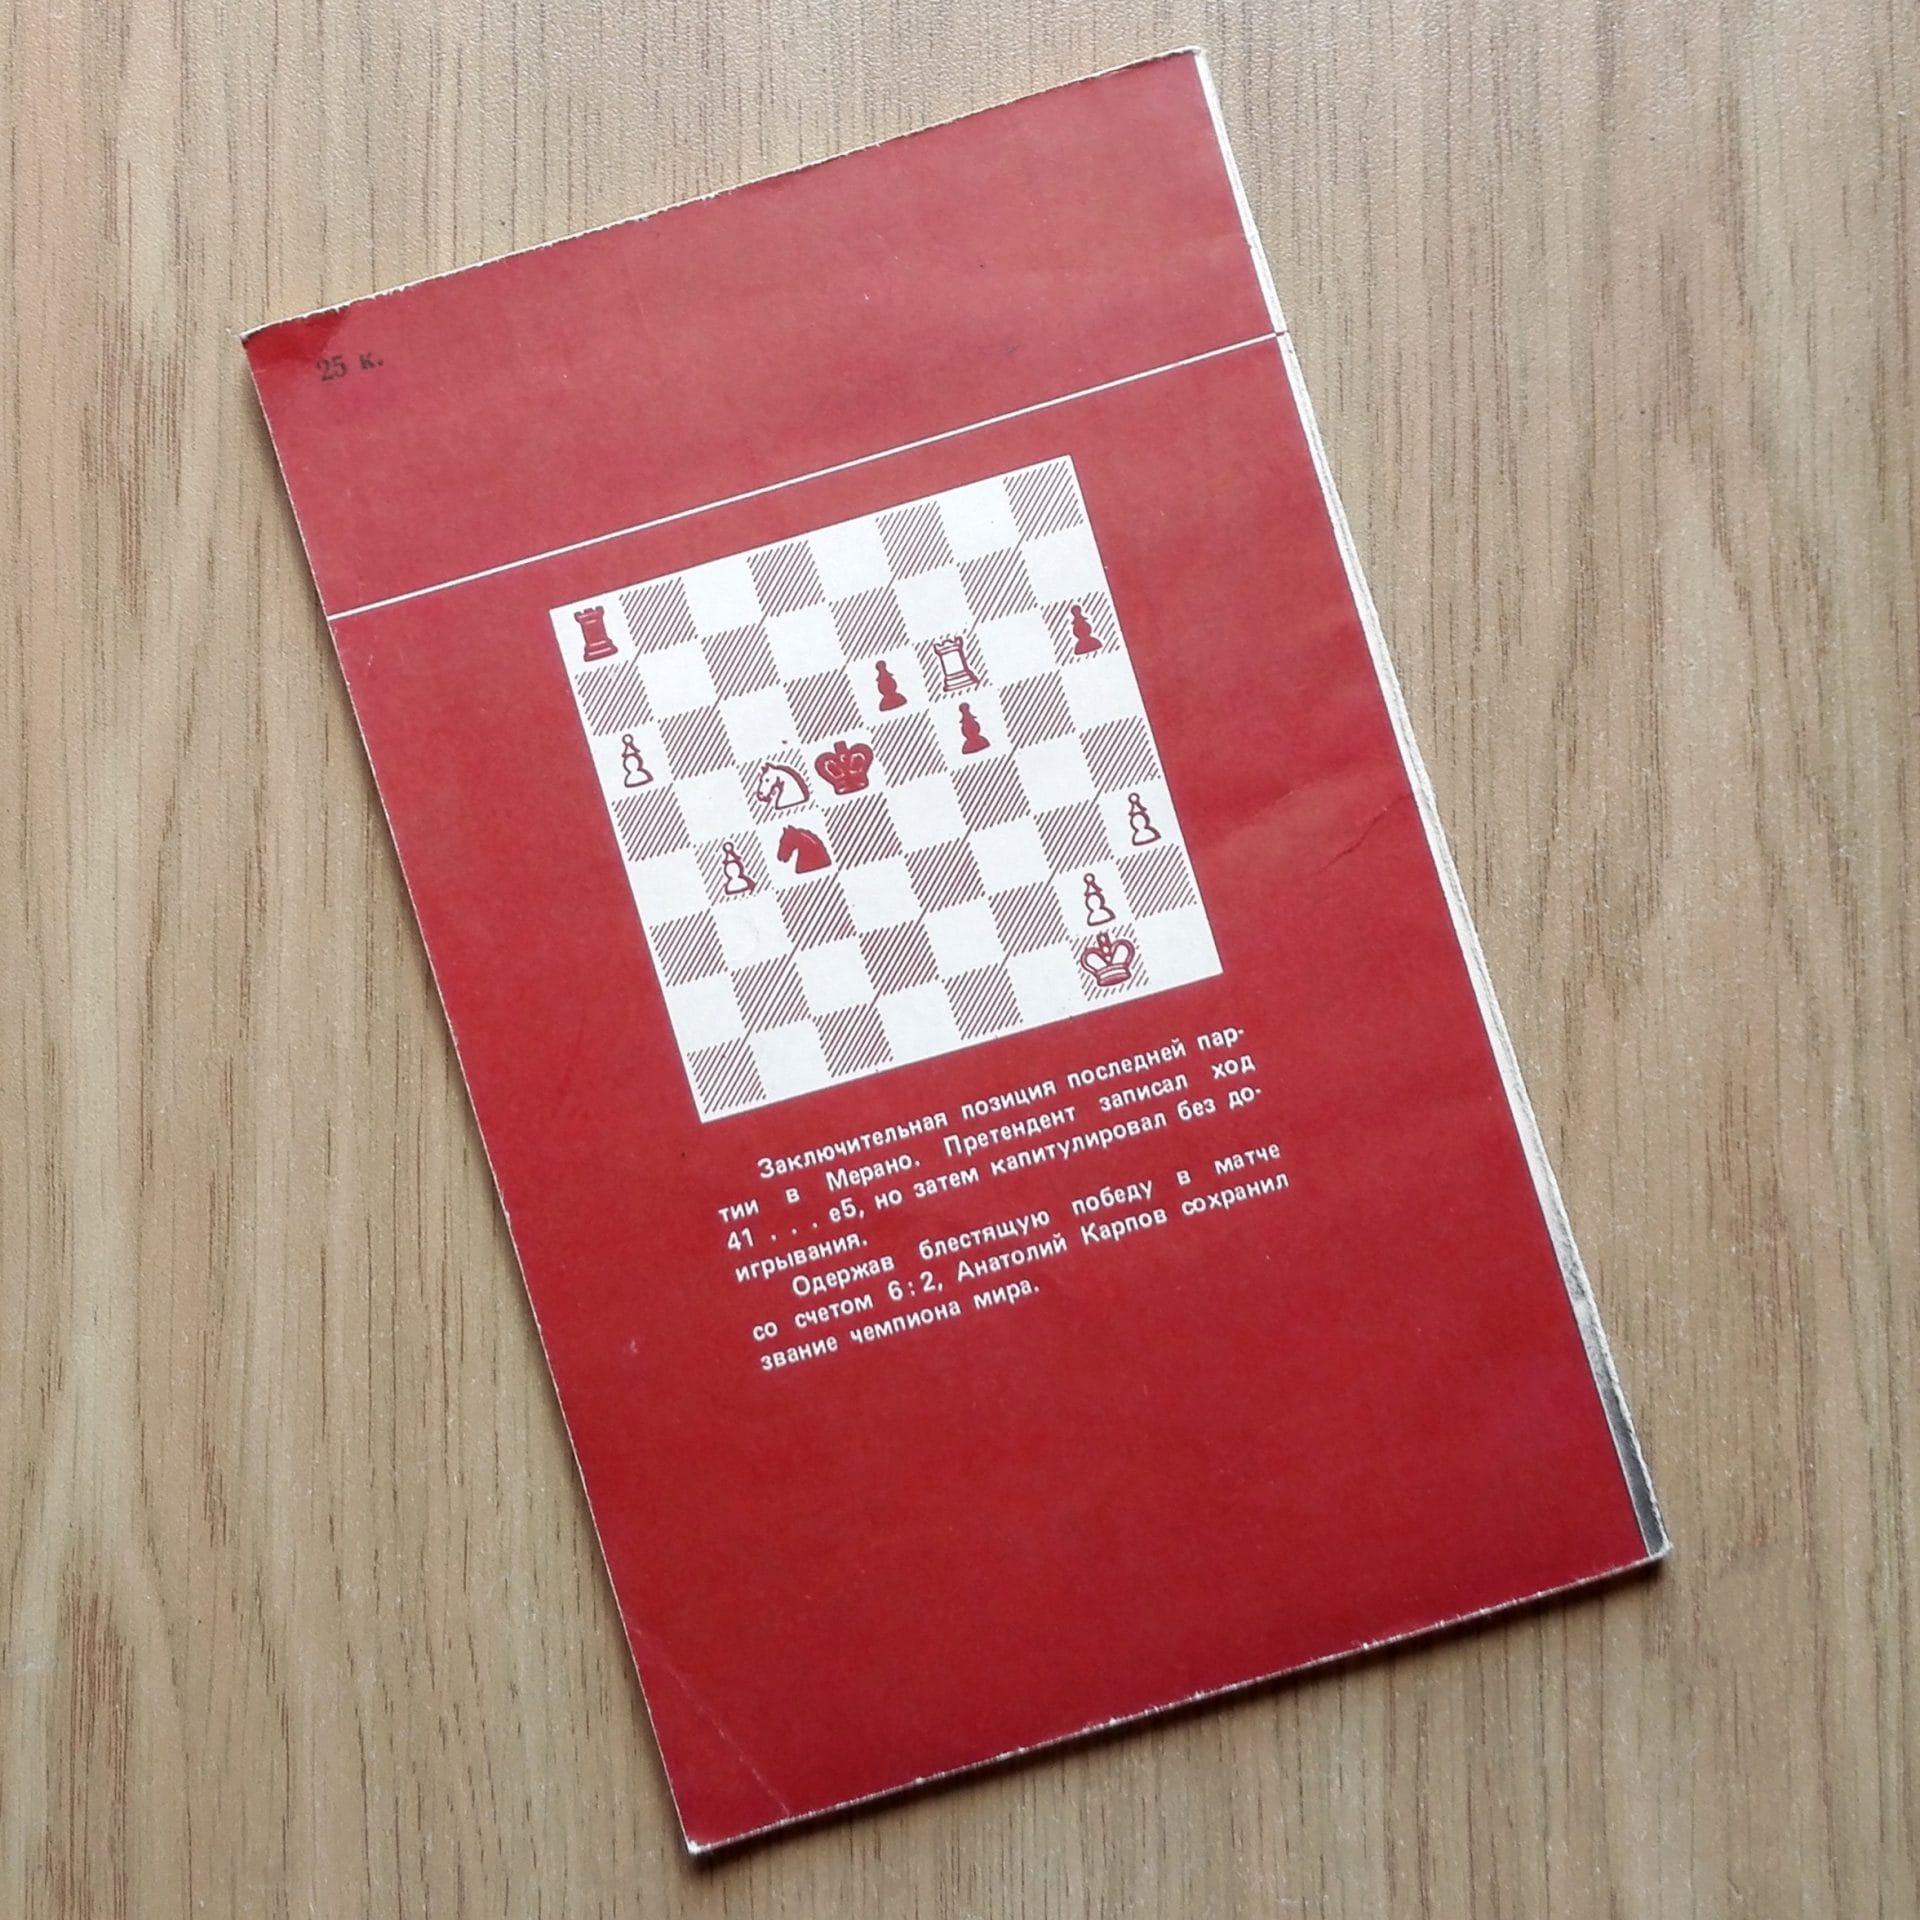 25 к.
Заключительная позиция последней пар-
тии в Мерано. Претендент записал ход
41 . . . е5, но затем капитулировал без до-
игрывания.
Одержав блестящую победу в матче
со счетом 6 : 2, Анатолий Карпов сохранил
звание чемпиона мира.